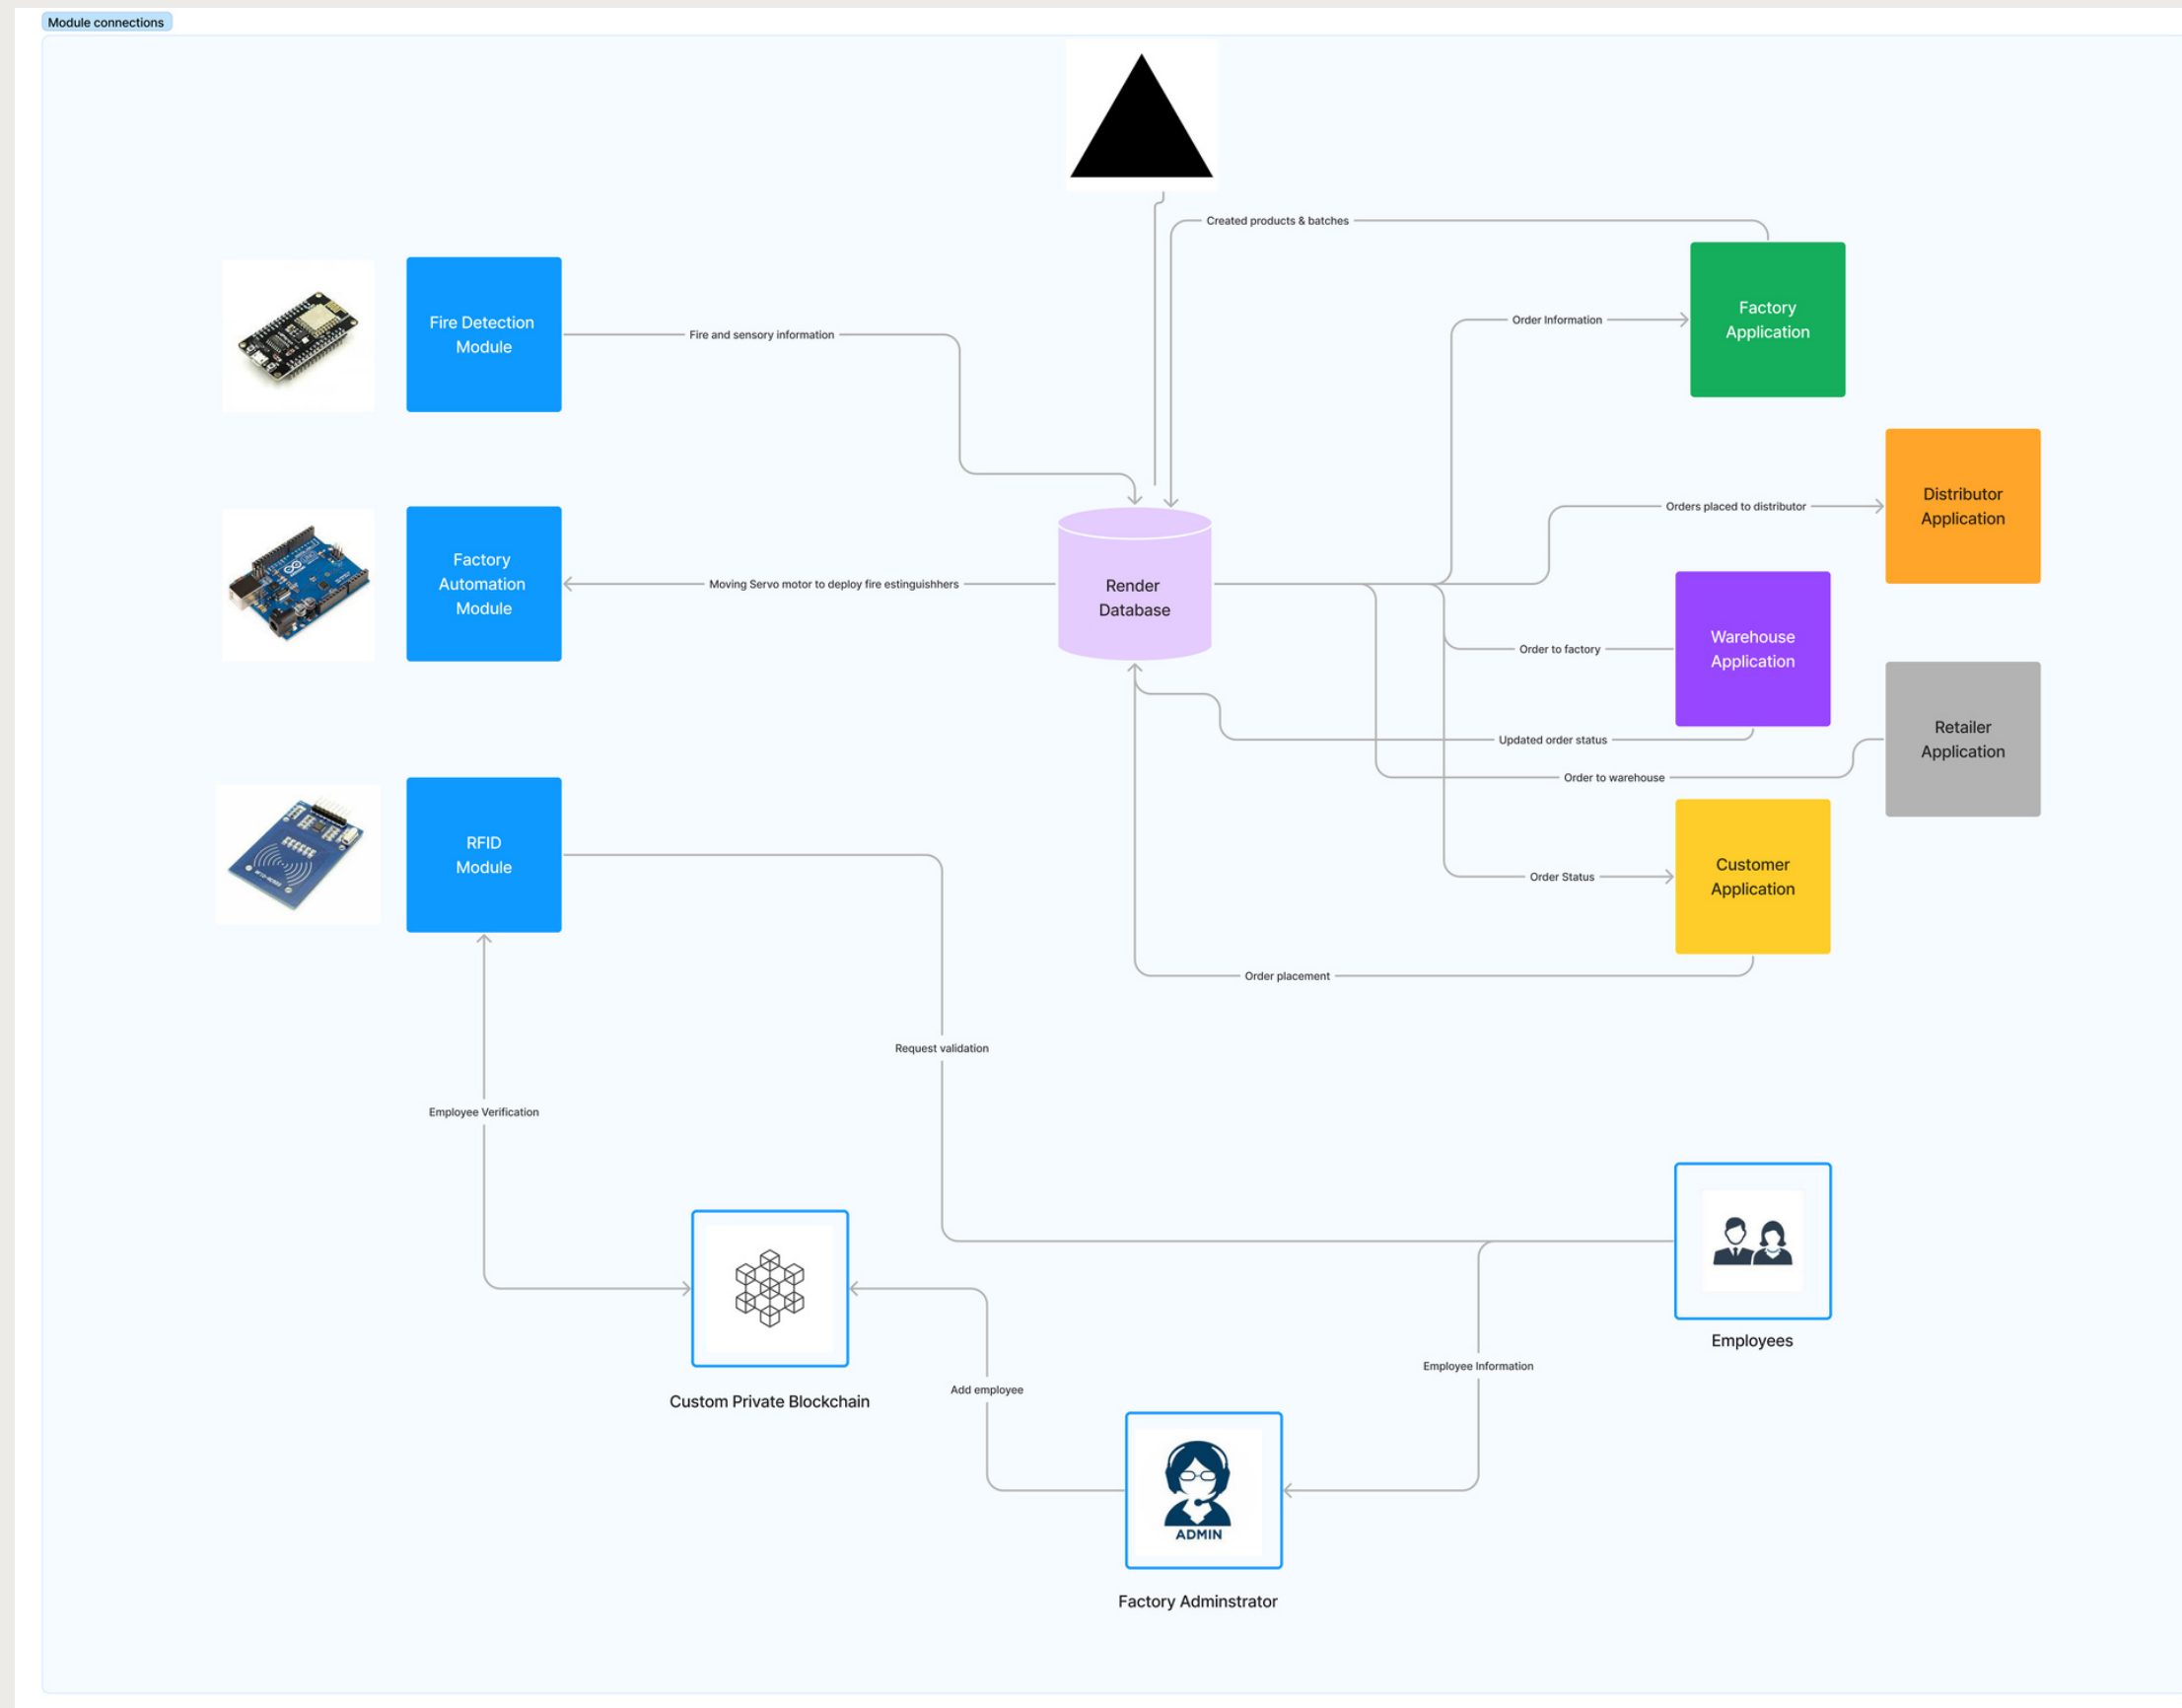 Module connections
Created products & batches
Order Information
Factory
Application
Fire Detection
Module
Fire and sensory information
Orders placed to distributor
Distributor
Application
Factory
Automation
Module
Moving Servo motor to deploy fire estinguishhers
Render
Database
Order to factory
Warehouse
Application
Updated order status
Order to warehouse
Retailer
Application
RFID
Module
Order Status
Customer
Application
Order placement
Request validation
Employee Verification
Employees
Custom Private Blockchain
Add employee
Employee Information
ADMIN
Factory Adminstrator